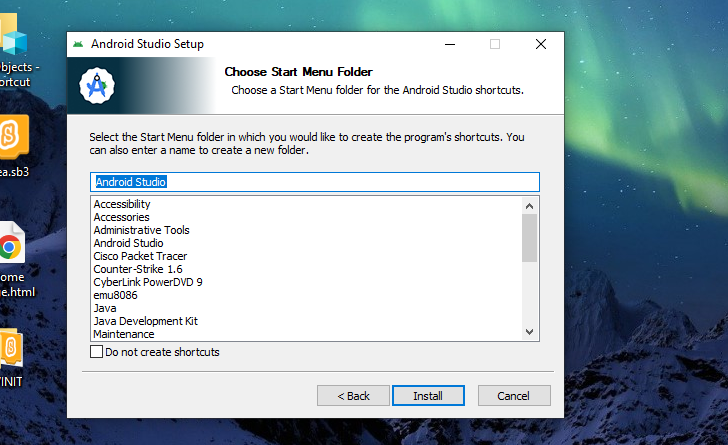 Android Studio Setup
Choose Start Menu Folder
Choose a Start Menu folder for the Android Studio shortcuts.
Select the Start Menu folder in which you would like to create the program's shortcuts. You
can also enter a name to create a new folder.
Android Studio
Accessibility
Accessories
Administrative Tools
Android Studio
Cisco Packet Tracer
Counter-Strike 1.6
CyberLink PowerDVD 9
emu8086
Java
Java Development Kit
Maintenance
Do not create shortcuts
< Back
Install
Cancel
bjects -
ortcut
ea.sb3
ome
e.html
INIT